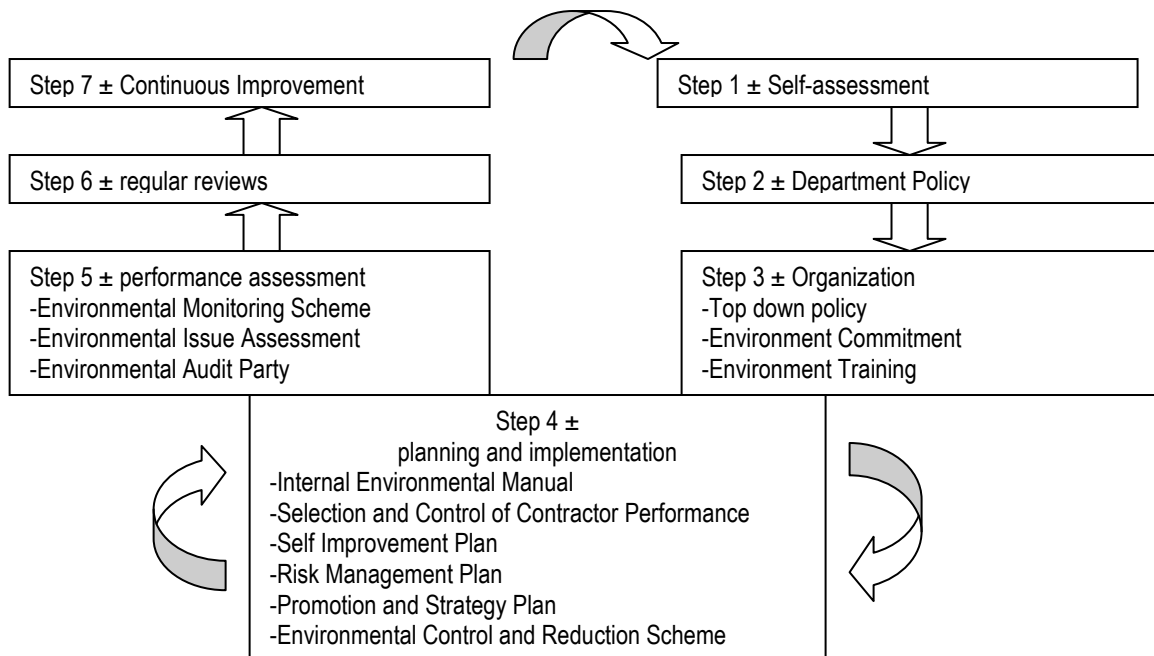 Step 7 ± Continuous Improvement
Step 1 ± Self-assessment
Step 6 ± regular reviews
Step 2 ± Department Policy
Step 5 ± performance assessment
-Environmental Monitoring Scheme
-Environmental Issue Assessment
-Environmental Audit Party
Step 3 ± Organization
-Top down policy
-Environment Commitment
-Environment Training
Step 4 ±
planning and implementation
-Internal Environmental Manual
-Selection and Control of Contractor Performance
-Self Improvement Plan
-Risk Management Plan
-Promotion and Strategy Plan
-Environmental Control and Reduction Scheme